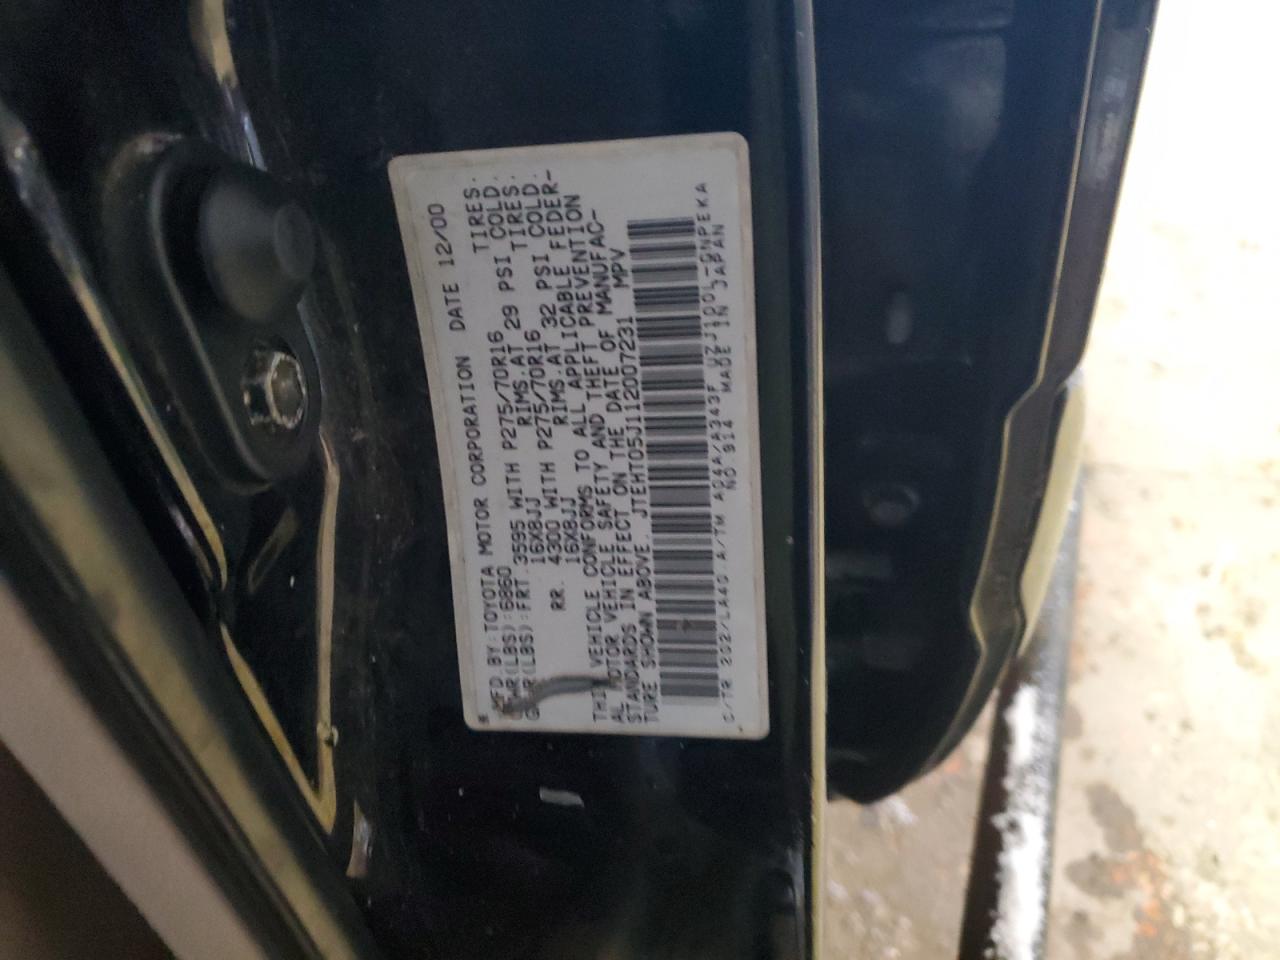 MFD.BY:TOYOTA MOTOR CORPORATION DATE 12/00
GVWR(LBS):6860
GAWR(LBS):FRT.3595 WITH P275/70R16 TIRES.
16X8JJ RIMS.AT 29 PSI COLD.
RR. 4300 WITH P275/70R16 TIRES.
16X8JJ RIMS.AT 32 PSI COLD.
THIS VEHICLE CONFORMS TO ALL APPLICABLE FEDER-
AL MOTOR VEHICLE SAFETY AND THEFT PREVENTION
STANDARDS IN EFFECT ON THE DATE OF MANUFAC-
TURE SHOWN ABOVE. JTEHT05J112007231 MPV
C/TR 202/LA40 A/TM A04A/A343F UZJ100L-GNPEKA
NO.914 MADE IN JAPAN